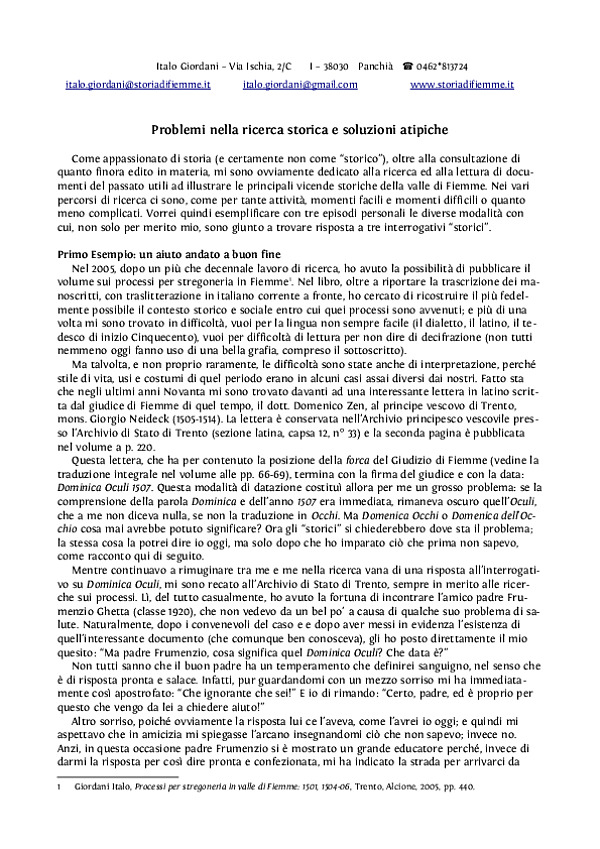 Italo Giordani – Via Ischia, 2/C I – 38030 Panchià ☎ 0462*813724
italo.giordani@storiadifiemme.it italo.giordani@gmail.com www.storiadifiemme.it
Problemi nella ricerca storica e soluzioni atipiche
Come appassionato di storia (e certamente non come “storico”), oltre alla consultazione di
quanto finora edito in materia, mi sono ovviamente dedicato alla ricerca ed alla lettura di docu-
menti del passato utili ad illustrare le principali vicende storiche della valle di Fiemme. Nei vari
percorsi di ricerca ci sono, come per tante attività, momenti facili e momenti difficili o quanto
meno complicati. Vorrei quindi esemplificare con tre episodi personali le diverse modalità con
cui, non solo per merito mio, sono giunto a trovare risposta a tre interrogativi “storici”.
Primo Esempio: un aiuto andato a buon fine
Nel 2005, dopo un più che decennale lavoro di ricerca, ho avuto la possibilità di pubblicare il
volume sui processi per stregoneria in Fiemme¹. Nel libro, oltre a riportare la trascrizione dei ma-
noscritti, con traslitterazione in italiano corrente a fronte, ho cercato di ricostruire il più fedel-
mente possibile il contesto storico e sociale entro cui quei processi sono avvenuti; e più di una
volta mi sono trovato in difficoltà, vuoi per la lingua non sempre facile (il dialetto, il latino, il te-
desco di inizio Cinquecento), vuoi per difficoltà di lettura per non dire di decifrazione (non tutti
nemmeno oggi fanno uso di una bella grafia, compreso il sottoscritto).
Ma talvolta, e non proprio raramente, le difficoltà sono state anche di interpretazione, perché
stile di vita, usi e costumi di quel periodo erano in alcuni casi assai diversi dai nostri. Fatto sta
che negli ultimi anni Novanta mi sono trovato davanti ad una interessante lettera in latino scrit-
ta dal giudice di Fiemme di quel tempo, il dott. Domenico Zen, al principe vescovo di Trento,
mons. Giorgio Neideck (1505-1514). La lettera è conservata nell’Archivio principesco vescovile pres-
so l’Archivio di Stato di Trento (sezione latina, capsa 12, n° 33) e la seconda pagina è pubblicata
nel volume a p. 220.
Questa lettera, che ha per contenuto la posizione della forca del Giudizio di Fiemme (vedine la
traduzione integrale nel volume alle pp. 66-69), termina con la firma del giudice e con la data:
Dominica Oculi 1507. Questa modalità di datazione costituì allora per me un grosso problema: se la
comprensione della parola Dominica e dell’anno 1507 era immediata, rimaneva oscuro quell’Oculi,
che a me non diceva nulla, se non la traduzione in Occhi. Ma Domenica Occhi o Domenica dell’Oc-
chio cosa mai avrebbe potuto significare? Ora gli “storici” si chiederebbero dove sta il problema;
la stessa cosa la potrei dire io oggi, ma solo dopo che ho imparato ciò che prima non sapevo,
come racconto qui di seguito.
Mentre continuavo a rimuginare tra me e me nella ricerca vana di una risposta all’interrogati-
vo su Dominica Oculi, mi sono recato all’Archivio di Stato di Trento, sempre in merito alle ricer-
che sui processi. Lì, del tutto casualmente, ho avuto la fortuna di incontrare l’amico padre Fru-
menzio Ghetta (classe 1920), che non vedevo da un bel po’ a causa di qualche suo problema di sa-
lute. Naturalmente, dopo i convenevoli del caso e e dopo aver messi in evidenza l’esistenza di
quell’interessante documento (che comunque ben conosceva), gli ho posto direttamente il mio
quesito: “Ma padre Frumenzio, cosa significa quel Dominica Oculi? Che data è?”
Non tutti sanno che il buon padre ha un temperamento che definirei sanguigno, nel senso che
è di risposta pronta e salace. Infatti, pur guardandomi con un mezzo sorriso mi ha immediata-
mente così apostrofato: “Che ignorante che sei!” E io di rimando: “Certo, padre, ed è proprio per
questo che vengo da lei a chiedere aiuto!”
Altro sorriso, poiché ovviamente la risposta lui ce l’aveva, come l’avrei io oggi; e quindi mi
aspettavo che in amicizia mi spiegasse l’arcano insegnandomi ciò che non sapevo; invece no.
Anzi, in questa occasione padre Frumenzio si è mostrato un grande educatore perché, invece di
darmi la risposta per così dire pronta e confezionata, mi ha indicato la strada per arrivarci da
1 Giordani Italo, Processi per stregoneria in valle di Fiemme: 1501, 1504-06, Trento, Alcione, 2005, pp. 440.